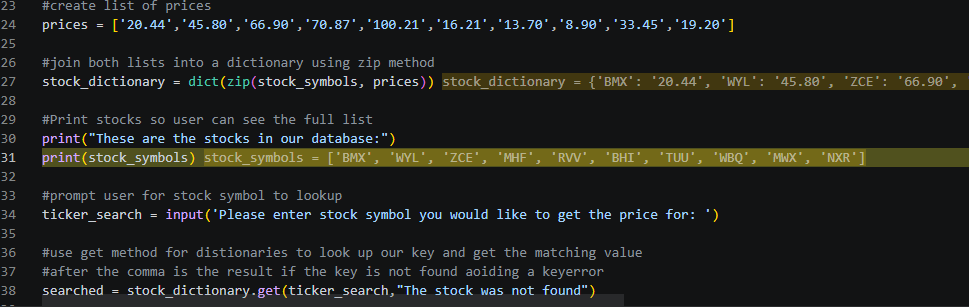 23 #create list of prices
24 prices = ['20.44','45.80','66.90','70.87','100.21','16.21','13.70','8.90','33.45','19.20']
25
26 #join both lists into a dictionary using zip method
27 stock_dictionary = dict(zip(stock_symbols, prices)) stock_dictionary = {'BMX': '20.44', 'WYL': '45.80', 'ZCE': '66.90',
28
29 #Print stocks so user can see the full list
30 print("These are the stocks in our database:")
31 print(stock_symbols) stock_symbols = ['BMX', 'WYL', 'ZCE', 'MHF', 'RVV', 'BHI', 'TUU', 'WBQ', 'MWX', 'NXR']
32
33 #prompt user for stock symbol to lookup
34 ticker_search = input('Please enter stock symbol you would like to get the price for: ')
35
36 #use get method for distionaries to look up our key and get the matching value
37 #after the comma is the result if the key is not found aoiding a keyerror
38 searched = stock_dictionary.get(ticker_search,"The stock was not found")